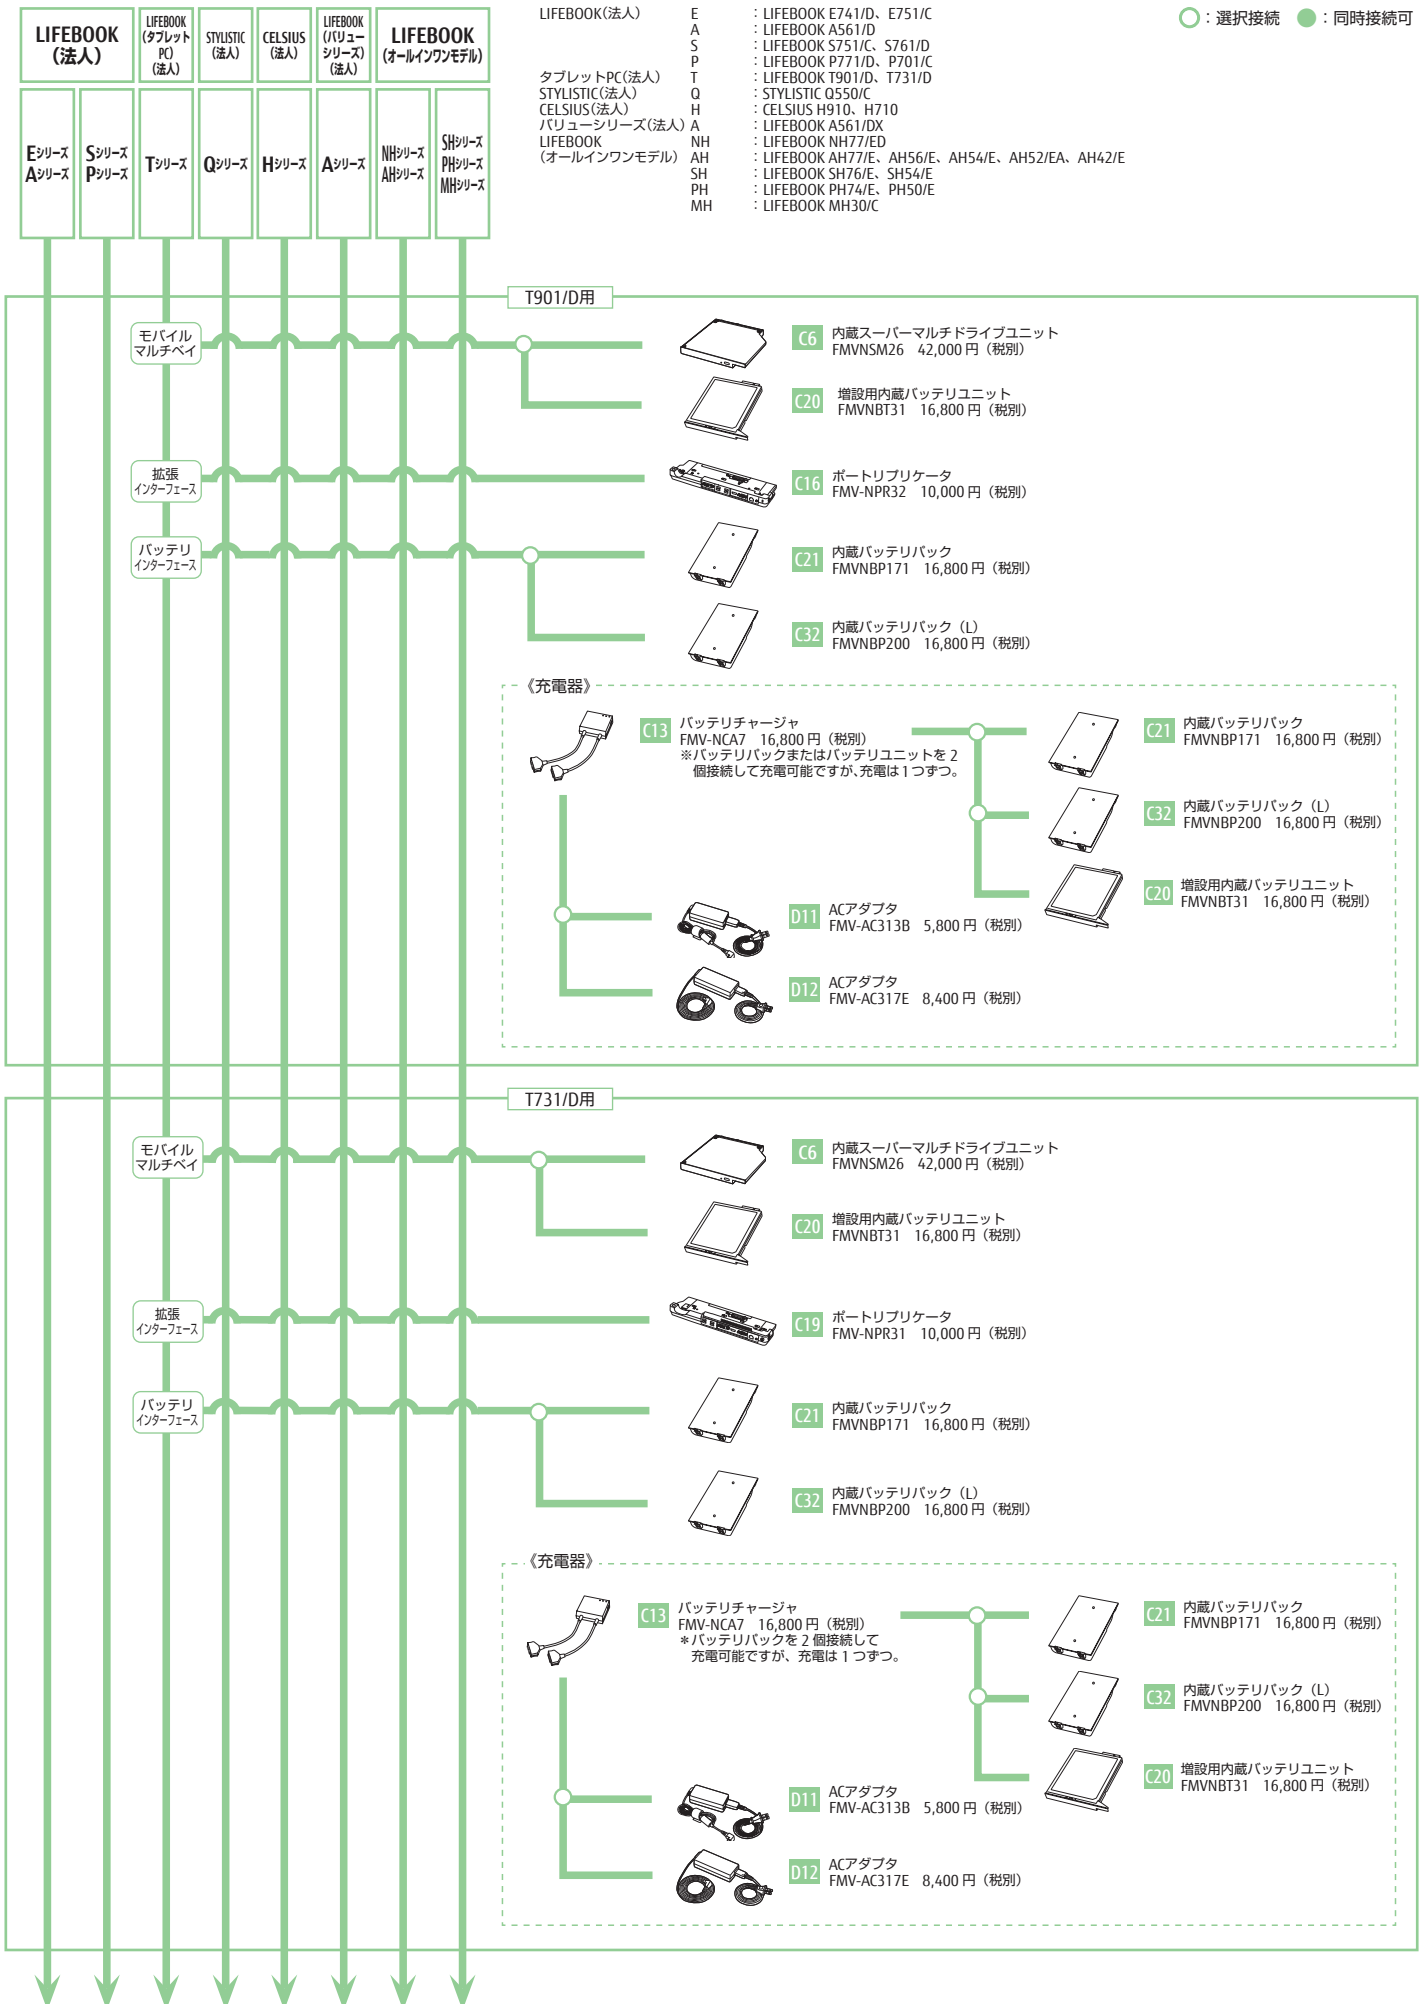 LIFEBOOK
(法人)
LIFEBOOK
(タブレット
PC)
(法人)
STYLISTIC
(法人)
CELSIUS
(法人)
LIFEBOOK
(バリュー
シリーズ)
(法人)
LIFEBOOK
(オールインワンモデル)
Eシリーズ
Aシリーズ
Sシリーズ
Pシリーズ
Tシリーズ
Qシリーズ
Hシリーズ
Aシリーズ
NHシリーズ
AHシリーズ
SHシリーズ
PHシリーズ
MHシリーズ
LIFEBOOK(法人) E : LIFEBOOK E741/D、E751/C
A : LIFEBOOK A561/D
S : LIFEBOOK S751/C、S761/D
P : LIFEBOOK P771/D、P701/C
タブレットPC(法人) T : LIFEBOOK T901/D、T731/D
STYLISTIC(法人) Q : STYLISTIC Q550/C
CELSIUS(法人) H : CELSIUS H910、H710
バリューシリーズ(法人) A : LIFEBOOK A561/DX
LIFEBOOK NH : LIFEBOOK NH77/ED
(オールインワンモデル) AH : LIFEBOOK AH77/E、AH56/E、AH54/E、AH52/EA、AH42/E
SH : LIFEBOOK SH76/E、SH54/E
PH : LIFEBOOK PH74/E、PH50/E
MH : LIFEBOOK MH30/C
○:選択接続 ●:同時接続可
T901/D用
モバイル
マルチベイ
C6 内蔵スーパーマルチドライブユニット
FMVNSM26 42,000円(税別)
C20 増設用内蔵バッテリユニット
FMVNBT31 16,800円(税別)
拡張
インターフェース
C16 ポートリプリケータ
FMV-NPR32 10,000円(税別)
バッテリ
インターフェース
C21 内蔵バッテリパック
FMVNBP171 16,800円(税別)
C32 内蔵バッテリパック(L)
FMVNBP200 16,800円(税別)
《充電器》
C13 バッテリチャージャ
FMV-NCA7 16,800円(税別)
※バッテリパックまたはバッテリユニットを2
個接続して充電可能ですが、充電は1つずつ。
C21 内蔵バッテリパック
FMVNBP171 16,800円(税別)
C32 内蔵バッテリパック(L)
FMVNBP200 16,800円(税別)
C20 増設用内蔵バッテリユニット
FMVNBT31 16,800円(税別)
D11 ACアダプタ
FMV-AC313B 5,800円(税別)
D12 ACアダプタ
FMV-AC317E 8,400円(税別)
T731/D用
モバイル
マルチベイ
C6 内蔵スーパーマルチドライブユニット
FMVNSM26 42,000円(税別)
C20 増設用内蔵バッテリユニット
FMVNBT31 16,800円(税別)
拡張
インターフェース
C19 ポートリプリケータ
FMV-NPR31 10,000円(税別)
バッテリ
インターフェース
C21 内蔵バッテリパック
FMVNBP171 16,800円(税別)
C32 内蔵バッテリパック(L)
FMVNBP200 16,800円(税別)
《充電器》
C13 バッテリチャージャ
FMV-NCA7 16,800円(税別)
*バッテリパックを2個接続して
充電可能ですが、充電は1つずつ。
C21 内蔵バッテリパック
FMVNBP171 16,800円(税別)
C32 内蔵バッテリパック(L)
FMVNBP200 16,800円(税別)
C20 増設用内蔵バッテリユニット
FMVNBT31 16,800円(税別)
D11 ACアダプタ
FMV-AC313B 5,800円(税別)
D12 ACアダプタ
FMV-AC317E 8,400円(税別)